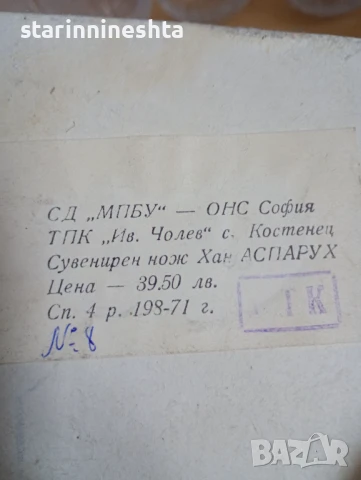 starinnineshta
СД „МПБУ“ — ОНС София
ТПК „Ив. Чолев“ с. Костенец
Сувенирен нож Хан АСПАРУХ
Цена — 39.50 лв.
Сп. 4 р. 198-71 г.
ТК
№ 8
BAZAR